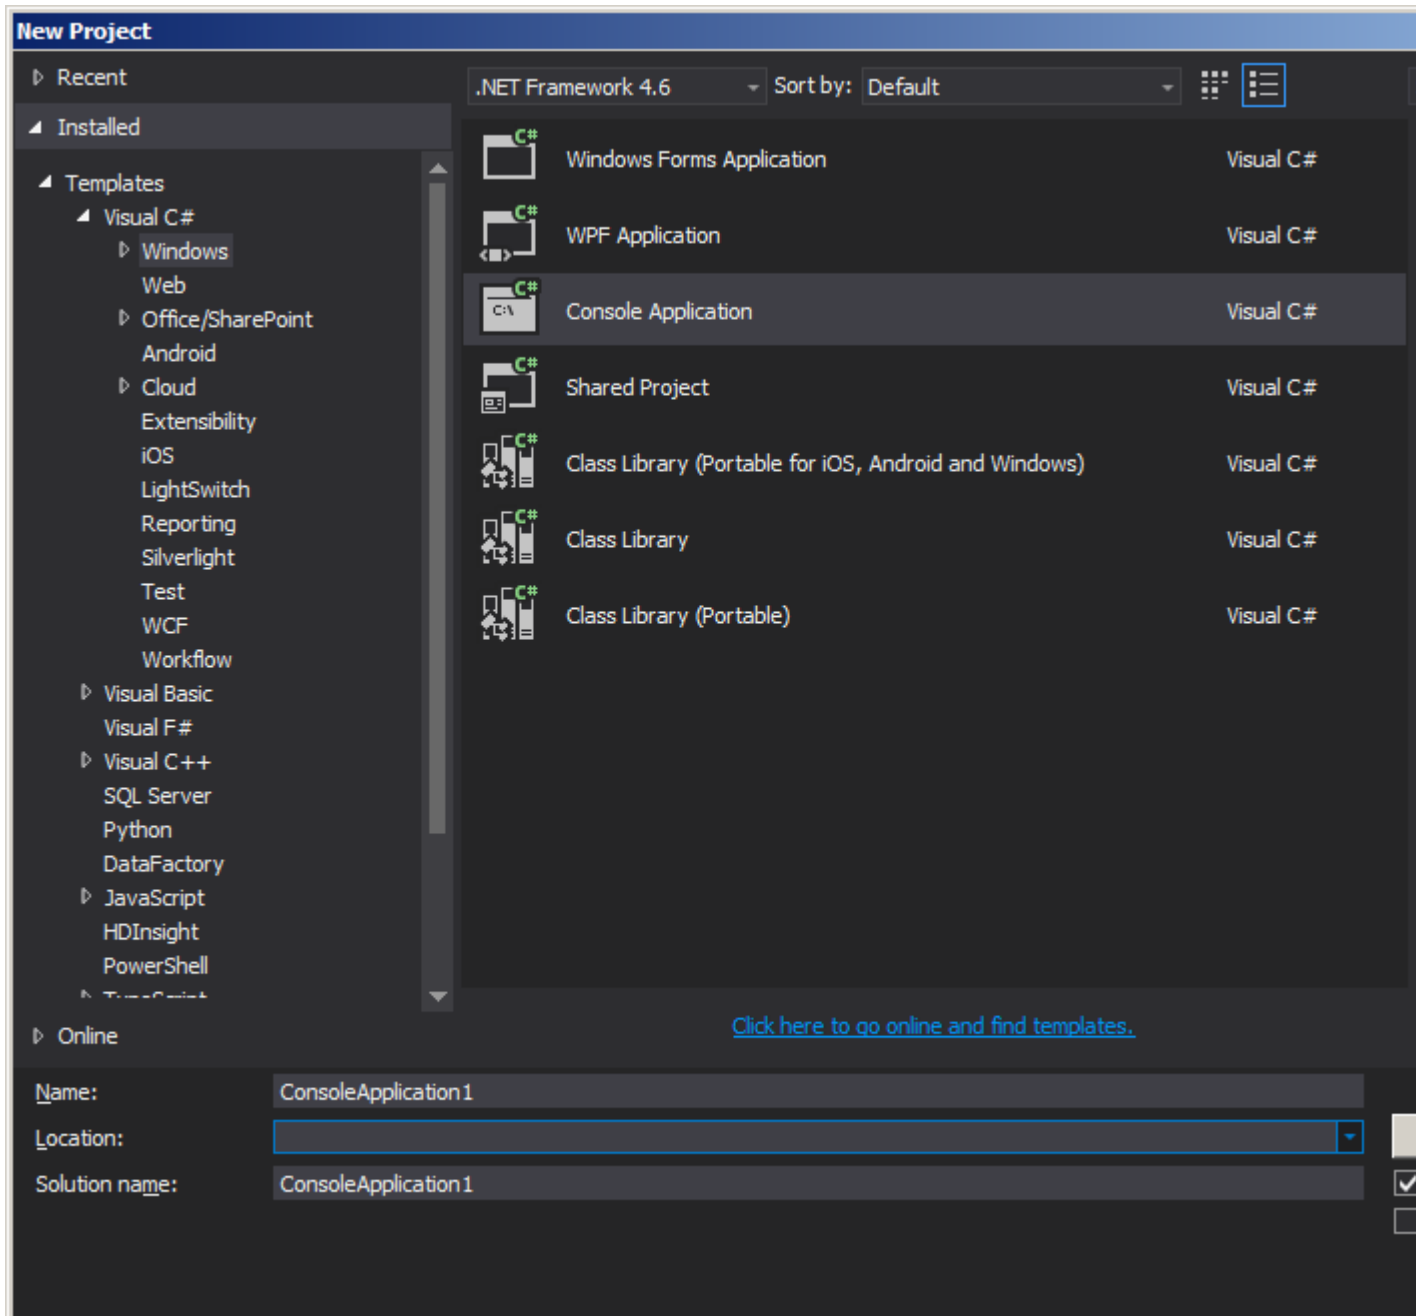 New Project
Recent
Installed
Templates
Visual C#
Windows
Web
Office/SharePoint
Android
Cloud
Extensibility
iOS
LightSwitch
Reporting
Silverlight
Test
WCF
Workflow
Visual Basic
Visual F#
Visual C++
SQL Server
Python
DataFactory
JavaScript
HDInsight
PowerShell
TypeScript
Online
.NET Framework 4.6 Sort by: Default
C# Windows Forms Application Visual C#
C# WPF Application Visual C#
C# C:\ Console Application Visual C#
C# Shared Project Visual C#
C# Class Library (Portable for iOS, Android and Windows) Visual C#
C# Class Library Visual C#
C# Class Library (Portable) Visual C#
Click here to go online and find templates.
Name: ConsoleApplication1
Location:
Solution name: ConsoleApplication1